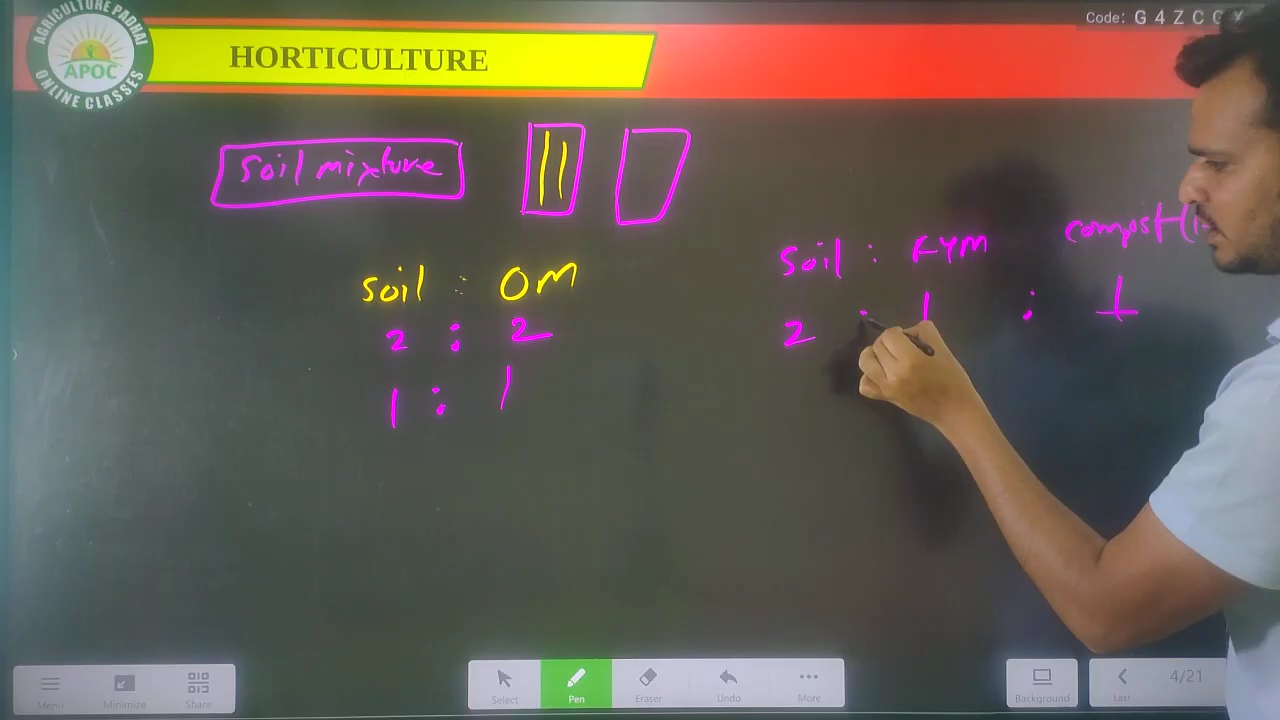 Code: G 4 Z C
AGRICULTURE PADHAI
APOC
ONLINE CLASSES
HORTICULTURE
Soil mixture
Soil : OM
2 : 2
1 : 1
Soil : FYM compost
2 : 1 : 1
Menu
Minimize
Share
Select
Pen
Eraser
Undo
More
Background
Last
4/21